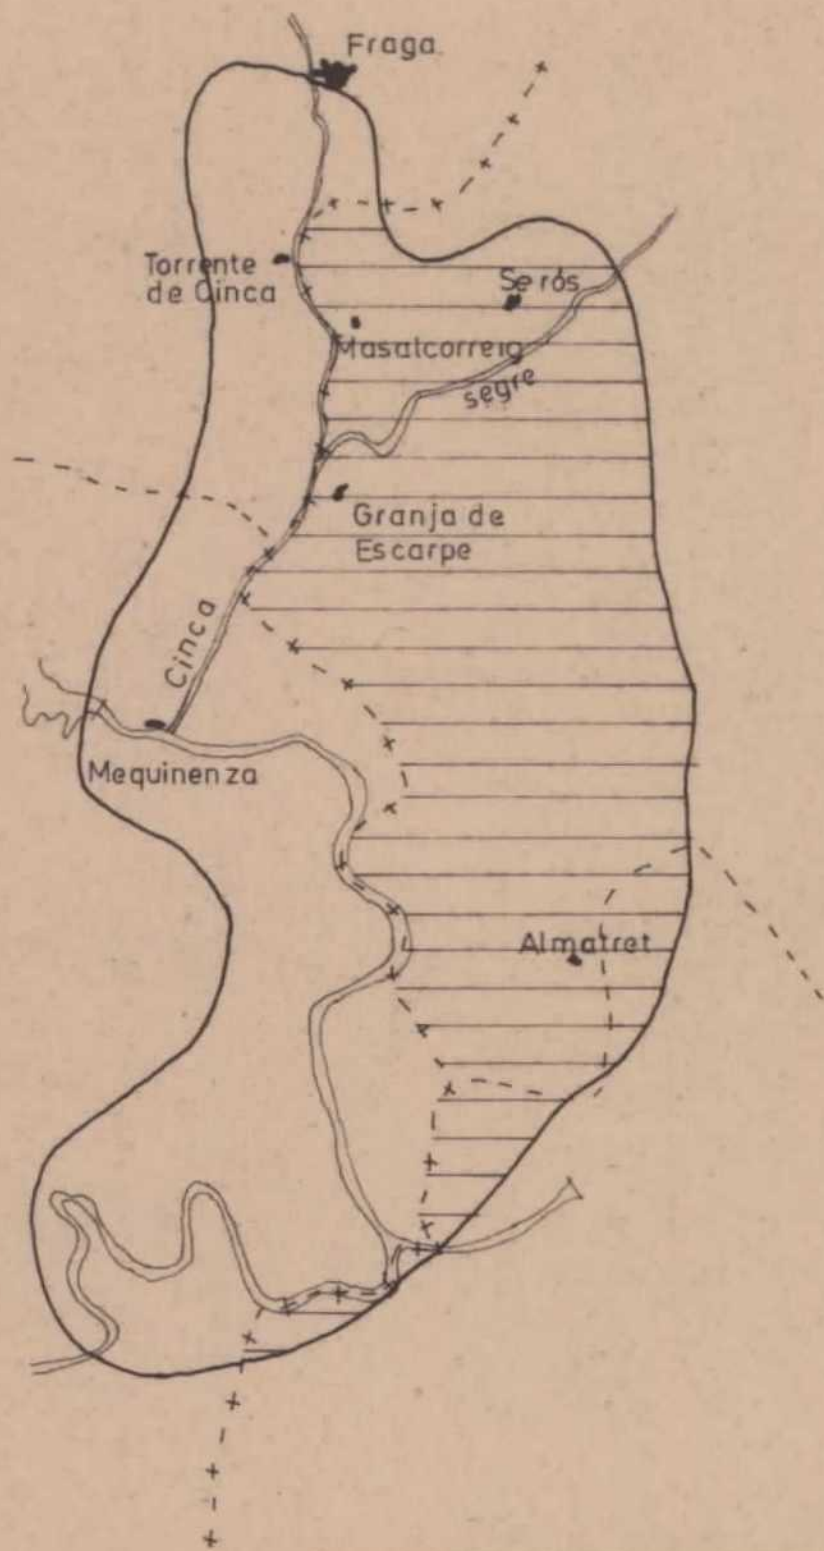 Fraga.
Torrente
de Cinca
Serós
Masalcorreig
segre
Granja de
Escarpe
Cinca
Mequinenza
Almatret